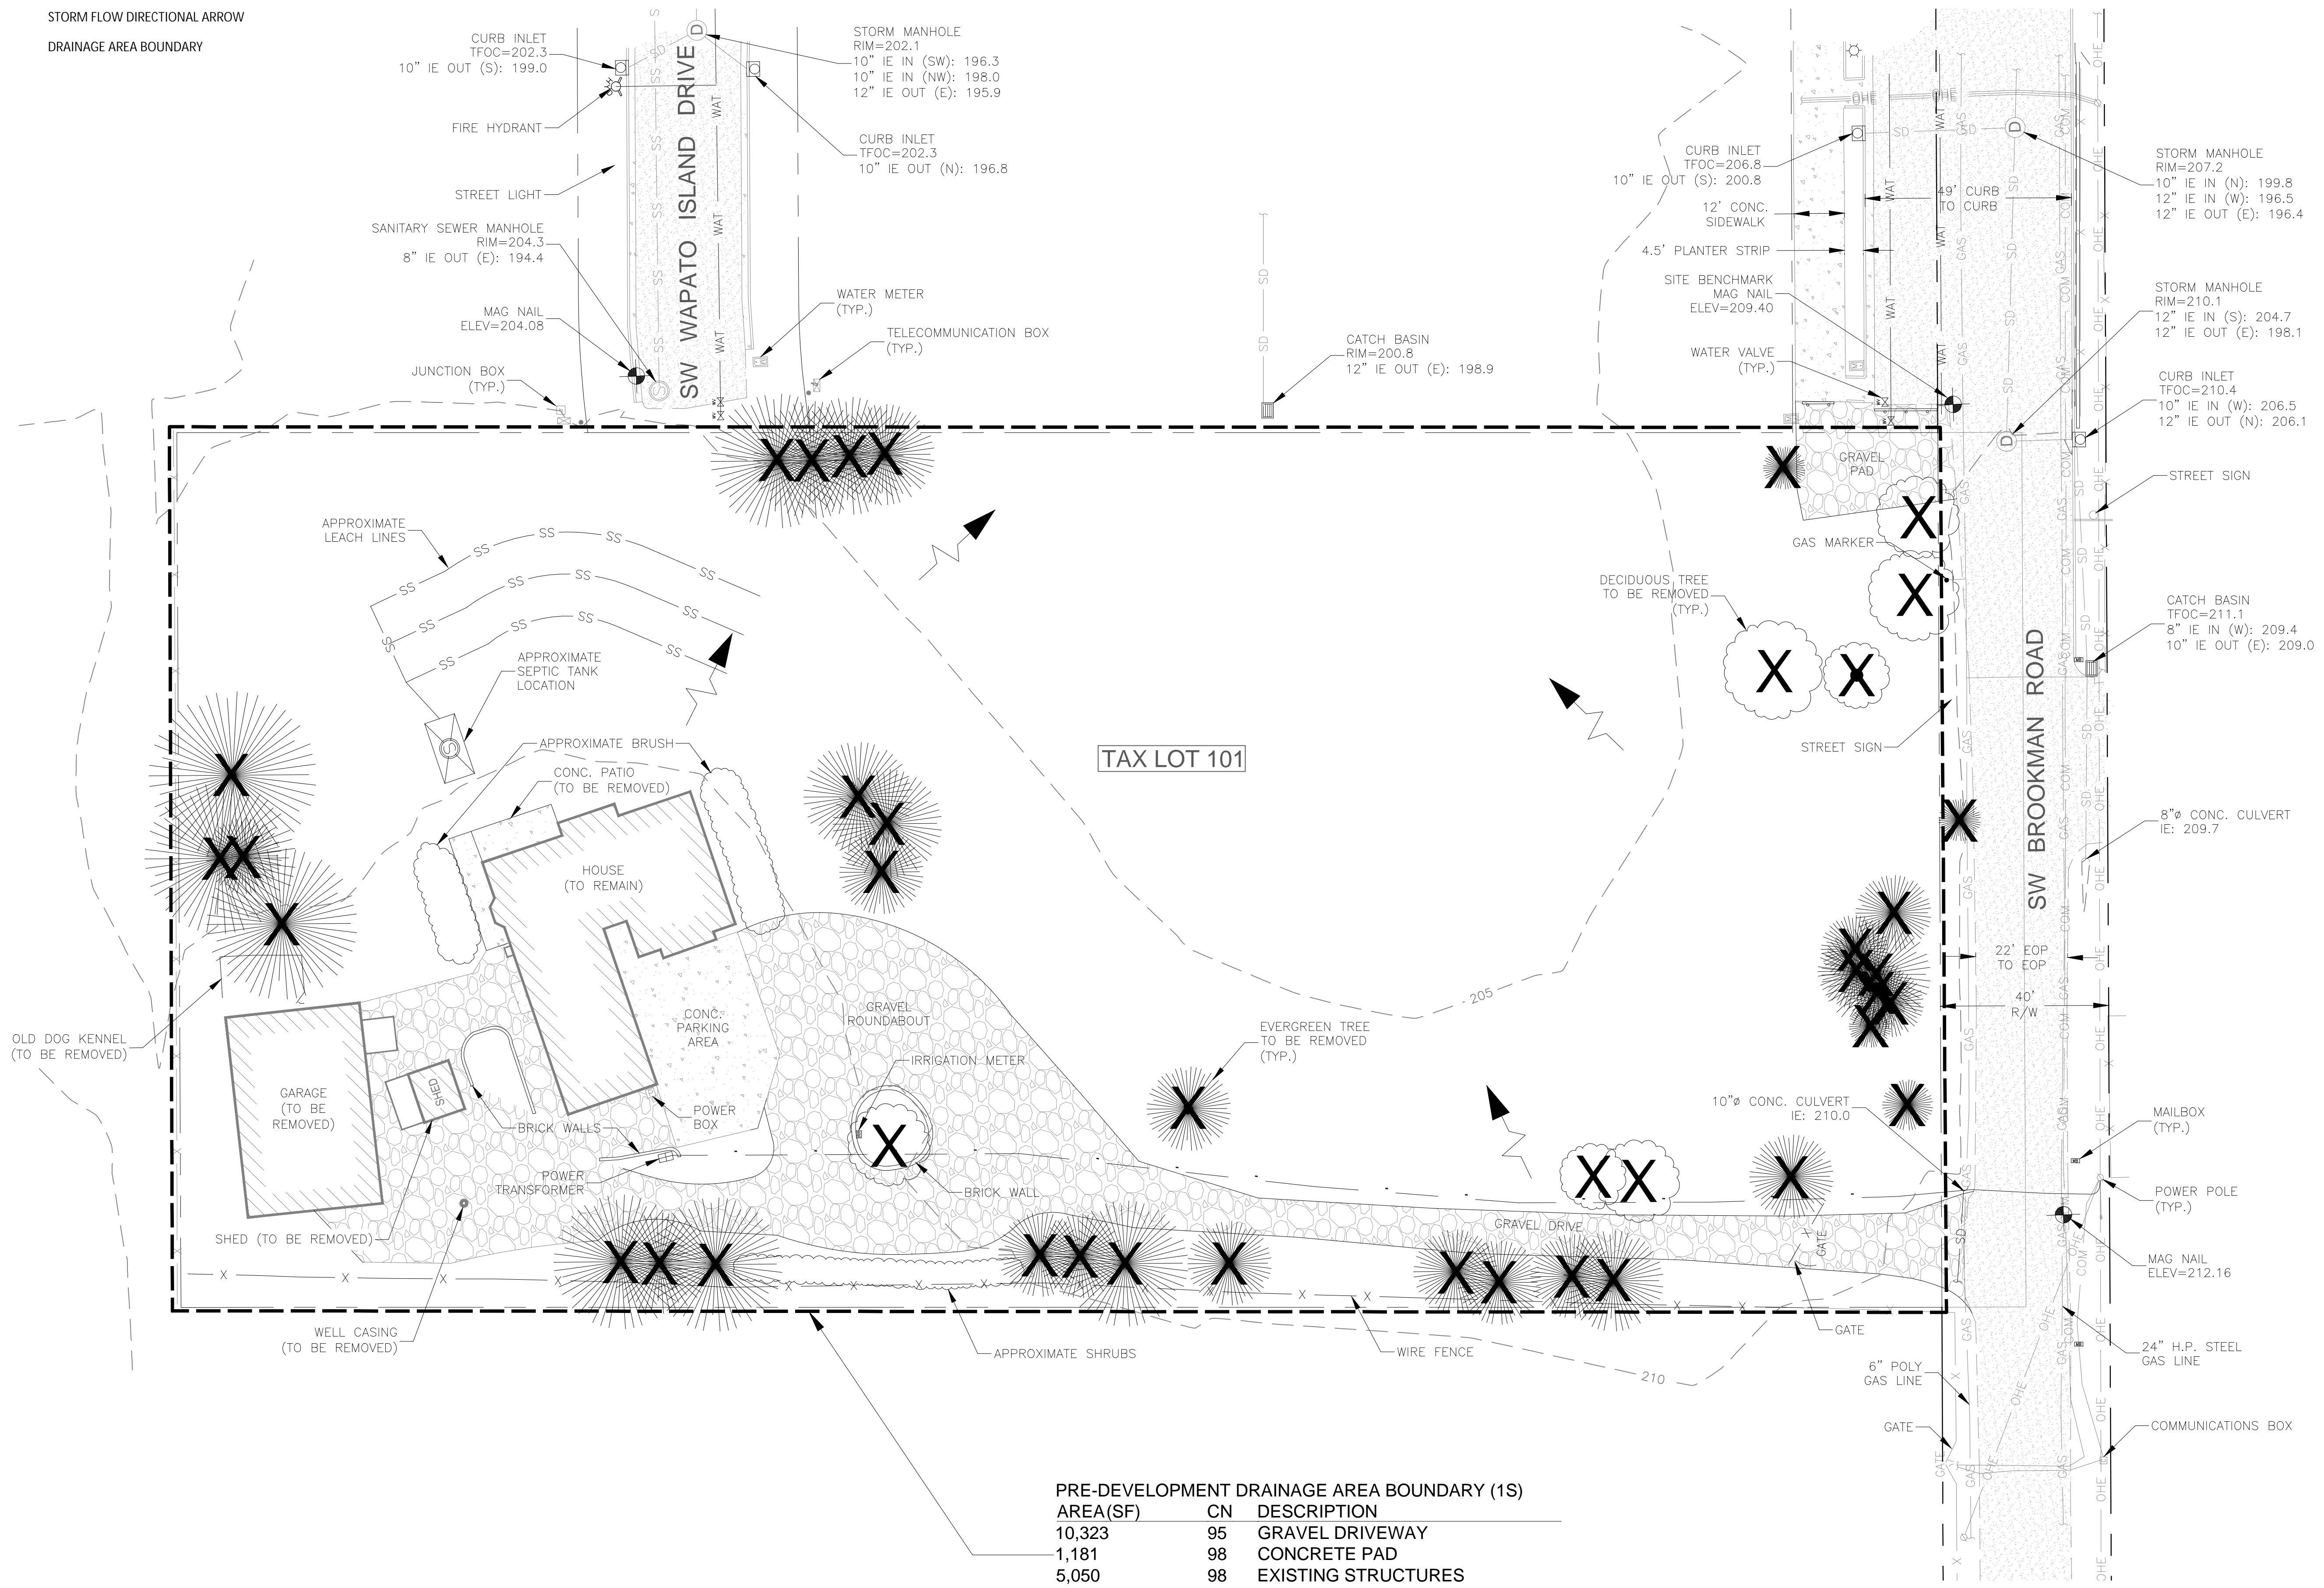 STORM FLOW DIRECTIONAL ARROW
DRAINAGE AREA BOUNDARY
CURB INLET
TFOC=202.3
10" IE OUT (S): 199.0
FIRE HYDRANT
STREET LIGHT
SANITARY SEWER MANHOLE
RIM=204.3
8" IE OUT (E): 194.4
MAG NAIL
ELEV=204.08
JUNCTION BOX
(TYP.)
SW WAPATO ISLAND DRIVE
STORM MANHOLE
RIM=202.1
10" IE IN (SW): 196.3
10" IE IN (NW): 198.0
12" IE OUT (E): 195.9
CURB INLET
TFOC=202.3
10" IE OUT (N): 196.8
WATER METER
(TYP.)
TELECOMMUNICATION BOX
(TYP.)
CATCH BASIN
RIM=200.8
12" IE OUT (E): 198.9
CURB INLET
TFOC=206.8
10" IE OUT (S): 200.8
12' CONC.
SIDEWALK
4.5' PLANTER STRIP
SITE BENCHMARK
MAG NAIL
ELEV=209.40
WATER VALVE
(TYP.)
49' CURB
TO CURB
STORM MANHOLE
RIM=207.2
10" IE IN (N): 199.8
12" IE IN (W): 196.5
12" IE OUT (E): 196.4
STORM MANHOLE
RIM=210.1
12" IE IN (S): 204.7
12" IE OUT (E): 198.1
CURB INLET
TFOC=210.4
10" IE IN (W): 206.5
12" IE OUT (N): 206.1
STREET SIGN
GRAVEL
PAD
GAS MARKER
DECIDUOUS TREE
TO BE REMOVED
(TYP.)
CATCH BASIN
TFOC=211.1
8" IE IN (W): 209.4
10" IE OUT (E): 209.0
STREET SIGN
SW BROOKMAN ROAD
8"ø CONC. CULVERT
IE: 209.7
22' EOP
TO EOP
40'
R/W
APPROXIMATE
LEACH LINES
APPROXIMATE
SEPTIC TANK
LOCATION
APPROXIMATE BRUSH
CONC. PATIO
(TO BE REMOVED)
TAX LOT 101
HOUSE
(TO REMAIN)
OLD DOG KENNEL
(TO BE REMOVED)
GARAGE
(TO BE
REMOVED)
SHED
CONC.
PARKING
AREA
GRAVEL
ROUNDABOUT
IRRIGATION METER
205
EVERGREEN TREE
TO BE REMOVED
(TYP.)
10"ø CONC. CULVERT
IE: 210.0
MAILBOX
(TYP.)
POWER
BOX
BRICK WALLS
POWER
TRANSFORMER
BRICK WALL
POWER POLE
(TYP.)
SHED (TO BE REMOVED)
GRAVEL DRIVE
GATE
MAG NAIL
ELEV=212.16
WELL CASING
(TO BE REMOVED)
APPROXIMATE SHRUBS
WIRE FENCE
GATE
24" H.P. STEEL
GAS LINE
210
6" POLY
GAS LINE
GATE
GATE
COMMUNICATIONS BOX
PRE-DEVELOPMENT DRAINAGE AREA BOUNDARY (1S)
AREA(SF) CN DESCRIPTION
10,323 95 GRAVEL DRIVEWAY
1,181 98 CONCRETE PAD
5,050 98 EXISTING STRUCTURES